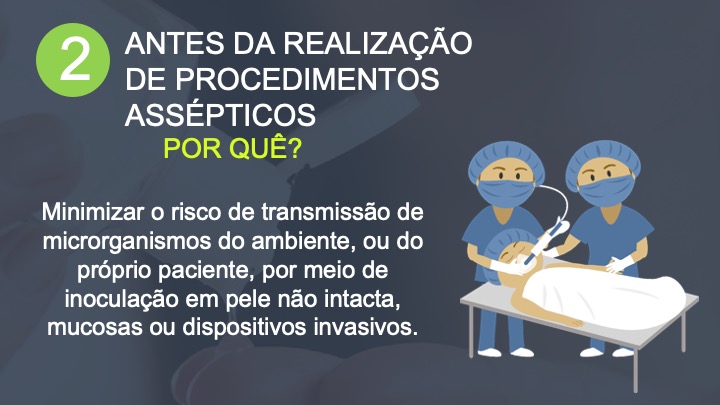 2
ANTES DA REALIZAÇÃO
DE PROCEDIMENTOS
ASSÉPTICOS
POR QUÊ?
Minimizar o risco de transmissão de
microrganismos do ambiente, ou do
próprio paciente, por meio de
inoculação em pele não intacta,
mucosas ou dispositivos invasivos.